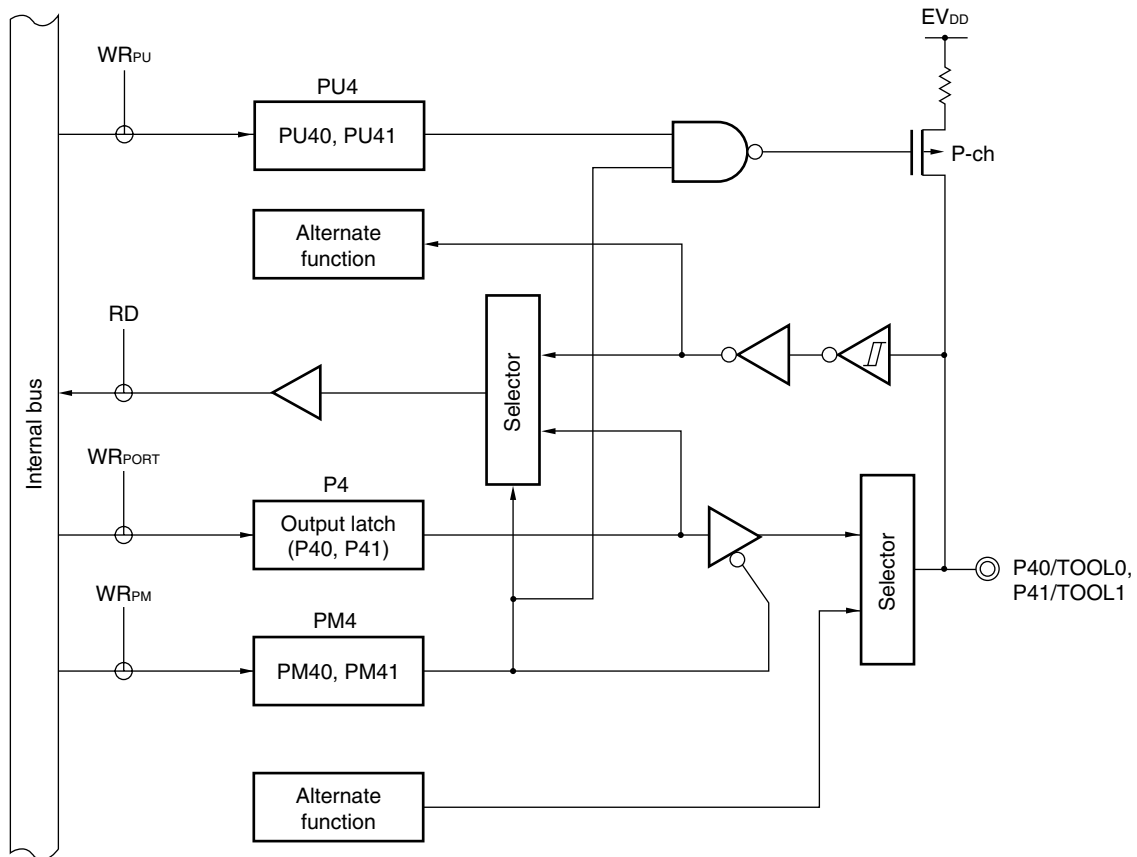 EVDD
WRPU
PU4
PU40, PU41
P-ch
Alternate
function
RD
Selector
Internal bus
WRPORT
P4
Output latch
(P40, P41)
Selector
P40/TOOL0,
P41/TOOL1
WRPM
PM4
PM40, PM41
Alternate
function